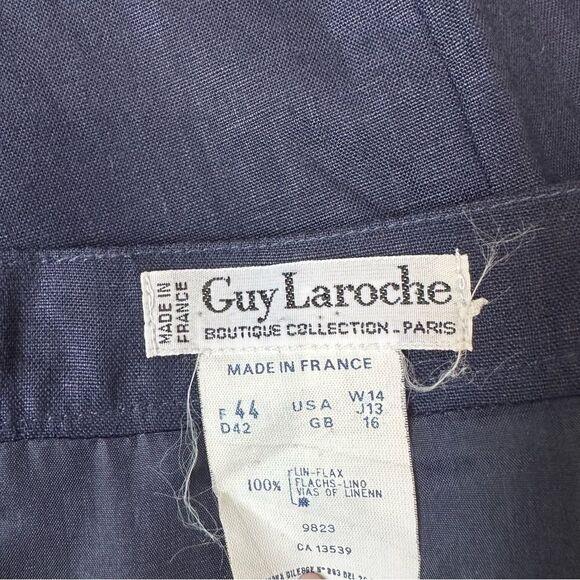 MADE IN FRANCE
Guy Laroche
BOUTIQUE COLLECTION - PARIS
MADE IN FRANCE
F 44 USA W14 J13
D42 GB 16
100% LIN-FLAX
FLACHS-LINO
VIAS OF LINENN
麻
9823
CA 13539